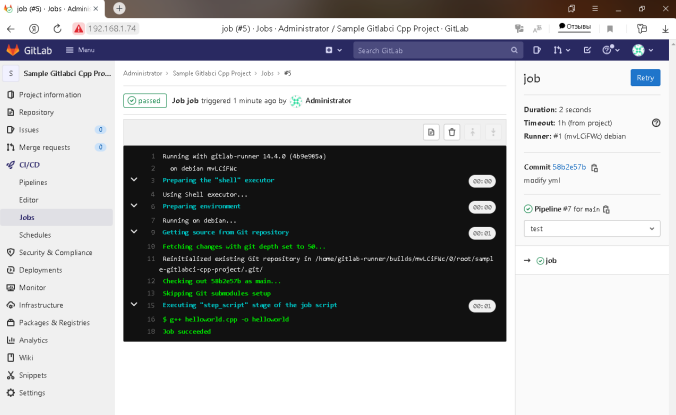 job (#5) · Jobs · Admini
192.168.1.74
job (#5) · Jobs · Administrator / Sample Gitlabci Cpp Project · GitLab
Отзывы
GitLab
Menu
Search GitLab
S
Sample Gitlabci Cpp Pro...
Project information
Repository
Issues
0
Merge requests
0
CI/CD
Pipelines
Editor
Jobs
Schedules
Security & Compliance
Deployments
Monitor
Infrastructure
Packages & Registries
Analytics
Wiki
Snippets
Settings
Administrator > Sample Gitlabci Cpp Project > Jobs > #5
passed
Job job triggered 1 minute ago by Administrator
1 Running with gitlab-runner 14.4.0 (4b9e985a)
2 on debian mvLCiFWc
3 Preparing the "shell" executor 00:00
4 Using Shell executor...
6 Preparing environment 00:00
7 Running on debian...
9 Getting source from Git repository 00:01
10 Fetching changes with git depth set to 50...
11 Reinitialized existing Git repository in /home/gitlab-runner/builds/mvLCiFWc/0/root/sampl
e-gitlabci-cpp-project/.git/
12 Checking out 58b2e57b as main...
13 Skipping Git submodules setup
15 Executing "step_script" stage of the job script 00:01
16 $ g++ helloworld.cpp -o helloworld
18 Job succeeded
job
Retry
Duration: 2 seconds
Timeout: 1h (from project)
Runner: #1 (mvLCiFWc) debian
Commit 58b2e57b
modify yml
Pipeline #7 for main
test
→ job